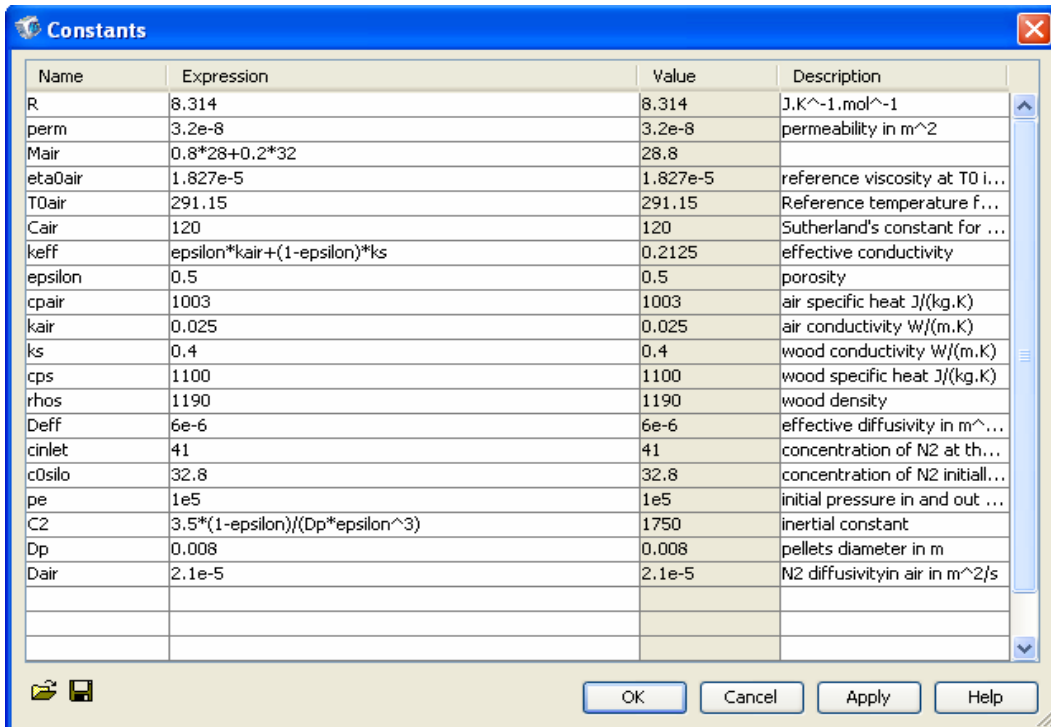 Constants
Name Expression Value Description
R 8.314 8.314 J.K^-1.mol^-1
perm 3.2e-8 3.2e-8 permeability in m^2
Mair 0.8*28+0.2*32 28.8
eta0air 1.827e-5 1.827e-5 reference viscosity at T0 i...
T0air 291.15 291.15 Reference temperature f...
Cair 120 120 Sutherland's constant for ...
keff epsilon*kair+(1-epsilon)*ks 0.2125 effective conductivity
epsilon 0.5 0.5 porosity
cpair 1003 1003 air specific heat J/(kg.K)
kair 0.025 0.025 air conductivity W/(m.K)
ks 0.4 0.4 wood conductivity W/(m.K)
cps 1100 1100 wood specific heat J/(kg.K)
rhos 1190 1190 wood density
Deff 6e-6 6e-6 effective diffusivity in m^...
cinlet 41 41 concentration of N2 at th...
c0silo 32.8 32.8 concentration of N2 initiall...
pe 1e5 1e5 initial pressure in and out ...
C2 3.5*(1-epsilon)/(Dp*epsilon^3) 1750 inertial constant
Dp 0.008 0.008 pellets diameter in m
Dair 2.1e-5 2.1e-5 N2 diffusivityin air in m^2/s
OK Cancel Apply Help